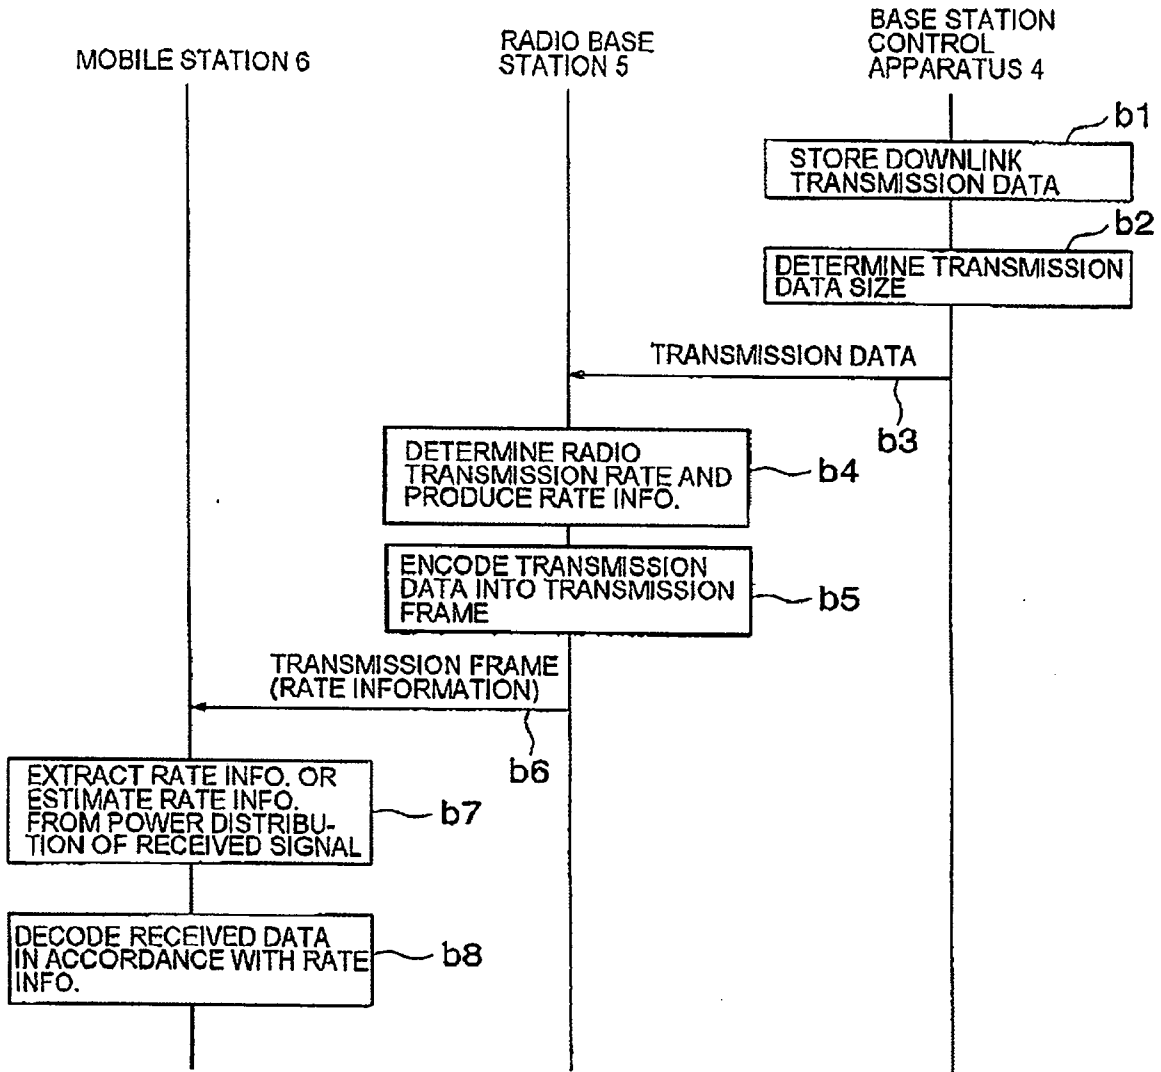 MOBILE STATION 6
RADIO BASE
STATION 5
BASE STATION
CONTROL
APPARATUS 4
b1
STORE DOWNLINK
TRANSMISSION DATA
b2
DETERMINE TRANSMISSION
DATA SIZE
TRANSMISSION DATA
b3
DETERMINE RADIO
TRANSMISSION RATE AND
PRODUCE RATE INFO.
b4
ENCODE TRANSMISSION
DATA INTO TRANSMISSION
FRAME
b5
TRANSMISSION FRAME
(RATE INFORMATION)
b6
EXTRACT RATE INFO. OR
ESTIMATE RATE INFO.
FROM POWER DISTRIBU-
TION OF RECEIVED SIGNAL
b7
DECODE RECEIVED DATA
IN ACCORDANCE WITH RATE
INFO.
b8